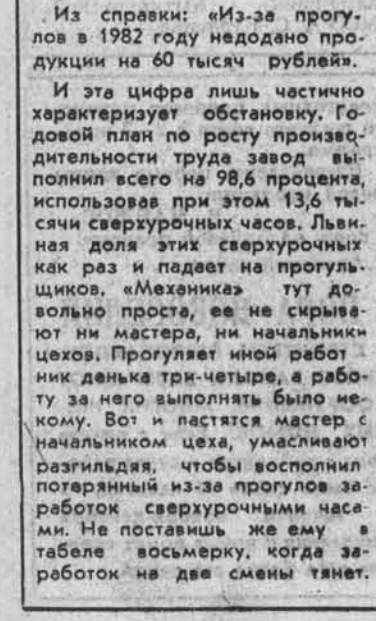 Из справки: «Из-за прогу-
лов в 1982 году недодано про-
дукции на 60 тысяч рублей».
И эта цифра лишь частично
характеризует обстановку. Го-
довой план по росту произво-
дительности труда завод вы-
полнил всего на 98,6 процента,
использовав при этом 13,6 ты-
сячи сверхурочных часов. Льви-
ная доля этих сверхурочных
как раз и падает на прогуль-
щиков. «Механика» тут до-
вольно проста, ее не скрыва-
ют ни мастера, ни начальники
цехов. Прогуляет иной работ
ник денька три-четыре, а рабо-
ту за него выполнять было не-
кому. Вот и пастятся мастер с
начальником цеха, умасливают
разгильдяя, чтобы восполнил
потерянный из-за прогулов за-
работок сверхурочными часа-
ми. Не поставишь же ему в
табеле восьмерку, когда за-
работок на две смены тянет.